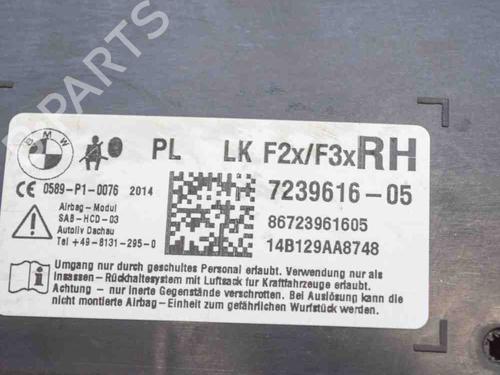 PARTS
BMW
PL LK F2x/F3x RH
CE 0589-P1-0076 2014
7239616-05
Airbag-Modul
SAB-HCD-03
Autoliv Dachau
Tel +49-8131-295-0
86723961605
14B129AA8748
Umgang nur durch geschultes Personal erlaubt. Verwendung nur als
Insassen-Rückhaltesystem mit Luftsack für Kraftfahrzeuge erlaubt.
Achtung - Nur komplette Einheit verschrotten. Bei Auslösung kann die
nicht montierte Airbag-Einheit zum gefährlichen Wurfstück werden.